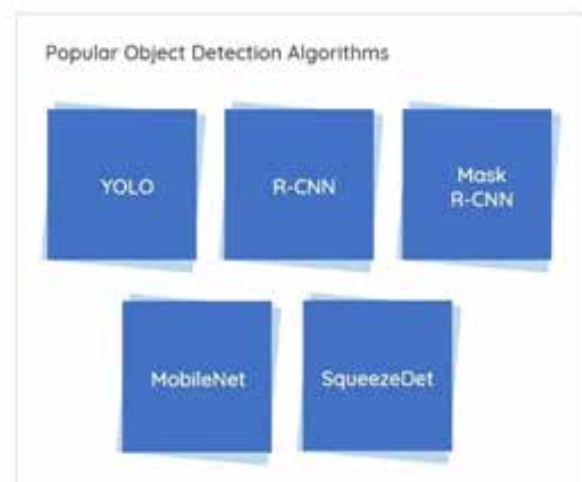 Popular Object Detection Algorithms
YOLO
R-CNN
Mask
R-CNN
MobileNet
SqueezeDet